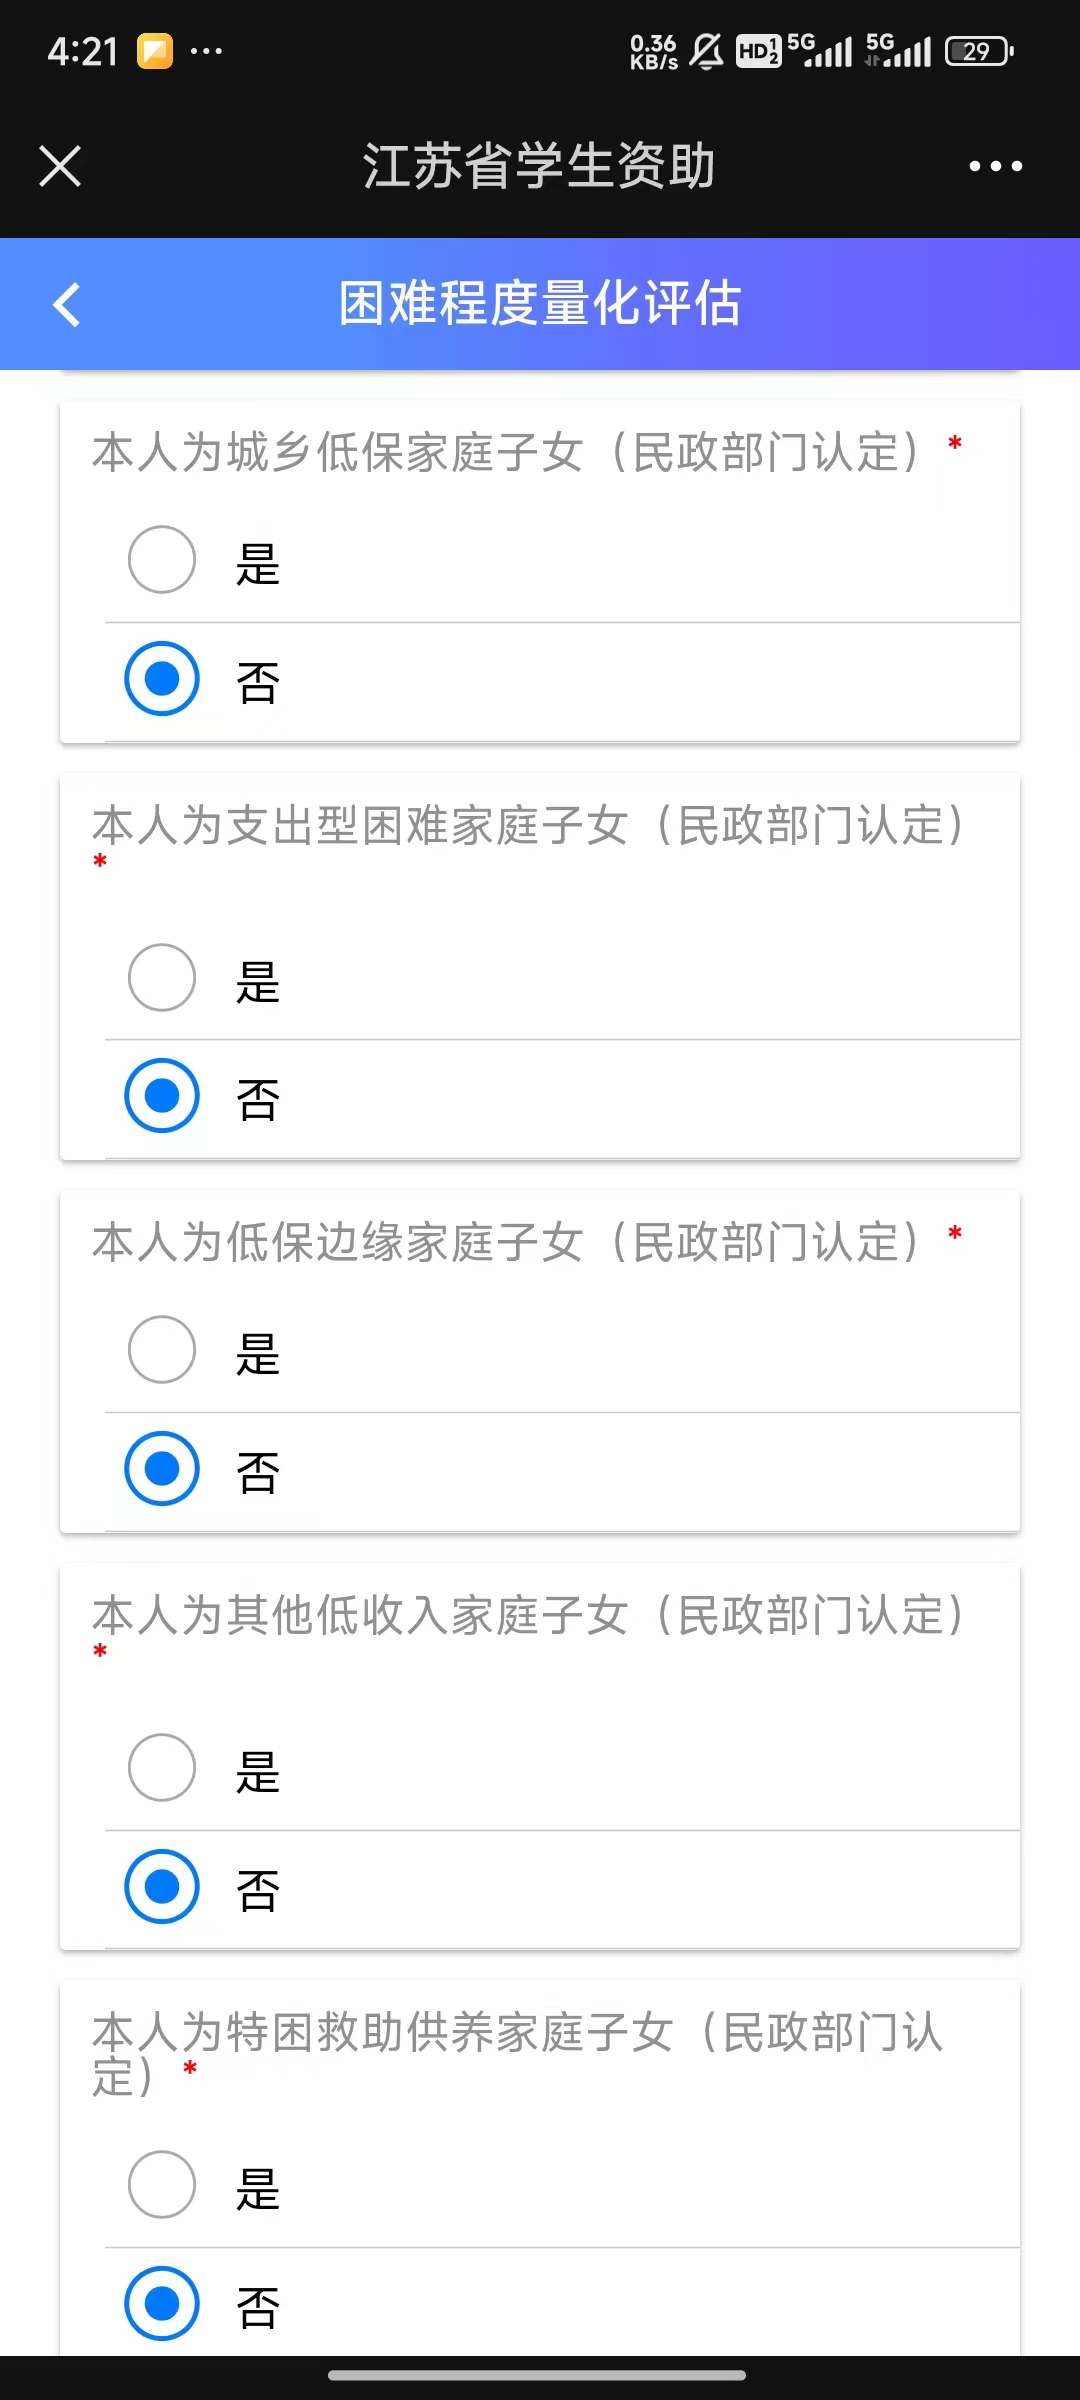 4:21
0.36
KB/s
HD 1 2
5G
5G
29
江苏省学生资助
困难程度量化评估
本人为城乡低保家庭子女（民政部门认定）*
是
否
本人为支出型困难家庭子女（民政部门认定）
*
是
否
本人为低保边缘家庭子女（民政部门认定）*
是
否
本人为其他低收入家庭子女（民政部门认定）
*
是
否
本人为特困救助供养家庭子女（民政部门认
定）*
是
否